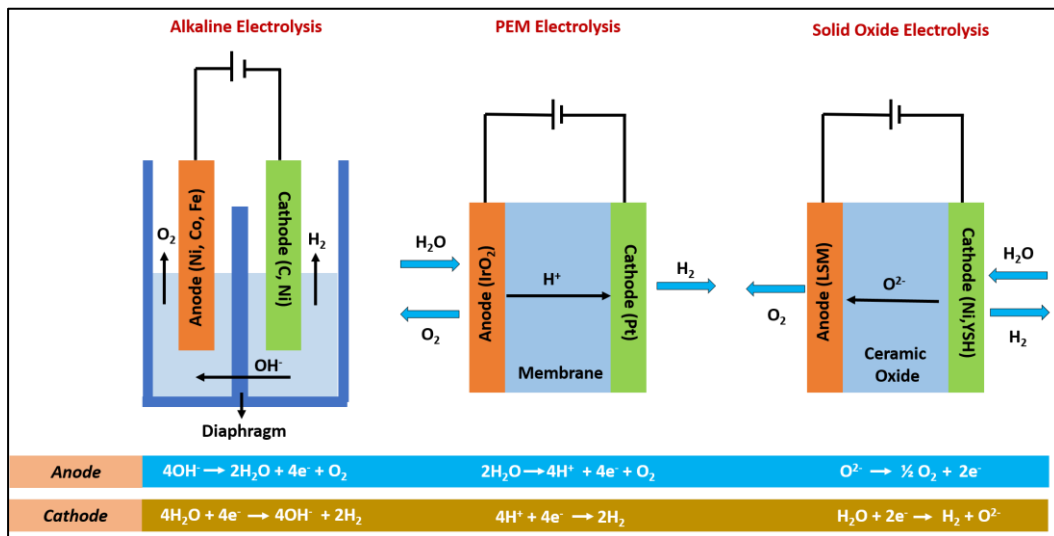 Alkaline Electrolysis
PEM Electrolysis
Solid Oxide Electrolysis
O₂
Anode (Ni, Co, Fe)
Cathode (C, Ni)
H₂
OH⁻
Diaphragm
H₂O
O₂
Anode (IrO₂)
H⁺
Membrane
Cathode (Pt)
H₂
O₂
Anode (LSM)
O²⁻
Ceramic
Oxide
Cathode (Ni,YSH)
H₂O
H₂
Anode
4OH⁻ → 2H₂O + 4e⁻ + O₂
2H₂O → 4H⁺ + 4e⁻ + O₂
O²⁻ → ½ O₂ + 2e⁻
Cathode
4H₂O + 4e⁻ → 4OH⁻ + 2H₂
4H⁺ + 4e⁻ → 2H₂
H₂O + 2e⁻ → H₂ + O²⁻